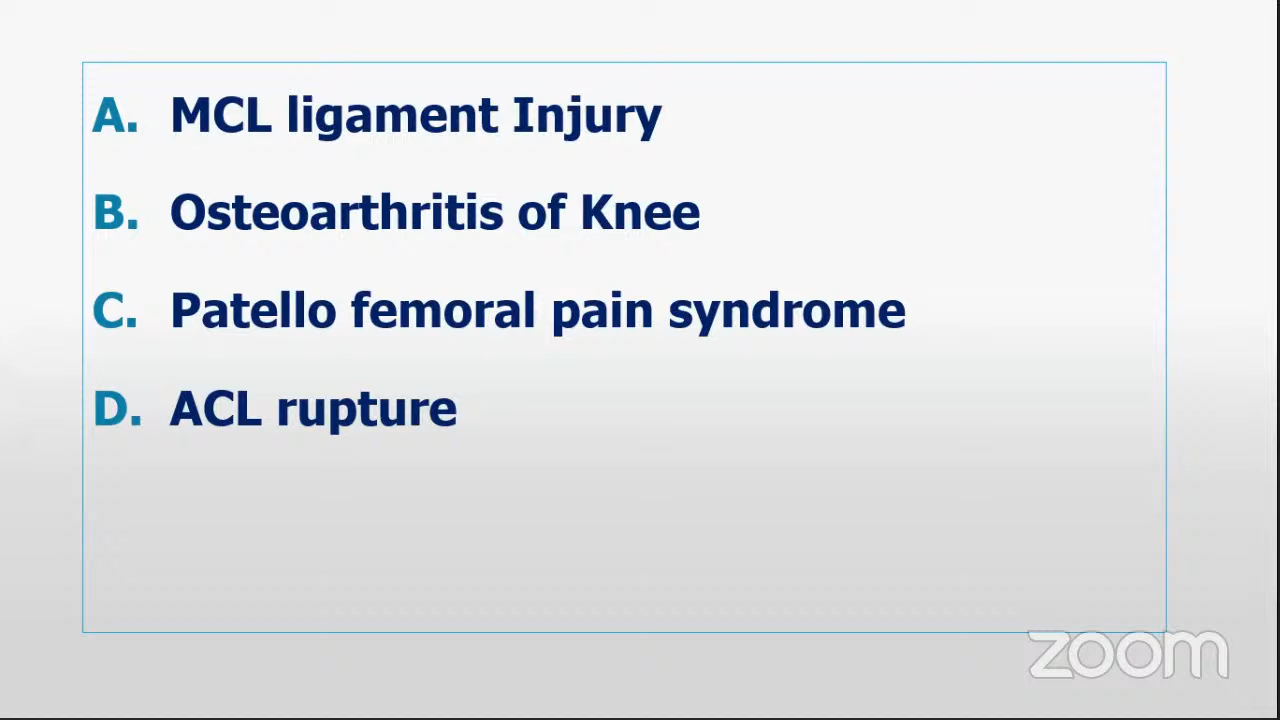 A. MCL ligament Injury
B. Osteoarthritis of Knee
C. Patello femoral pain syndrome
D. ACL rupture
zoom